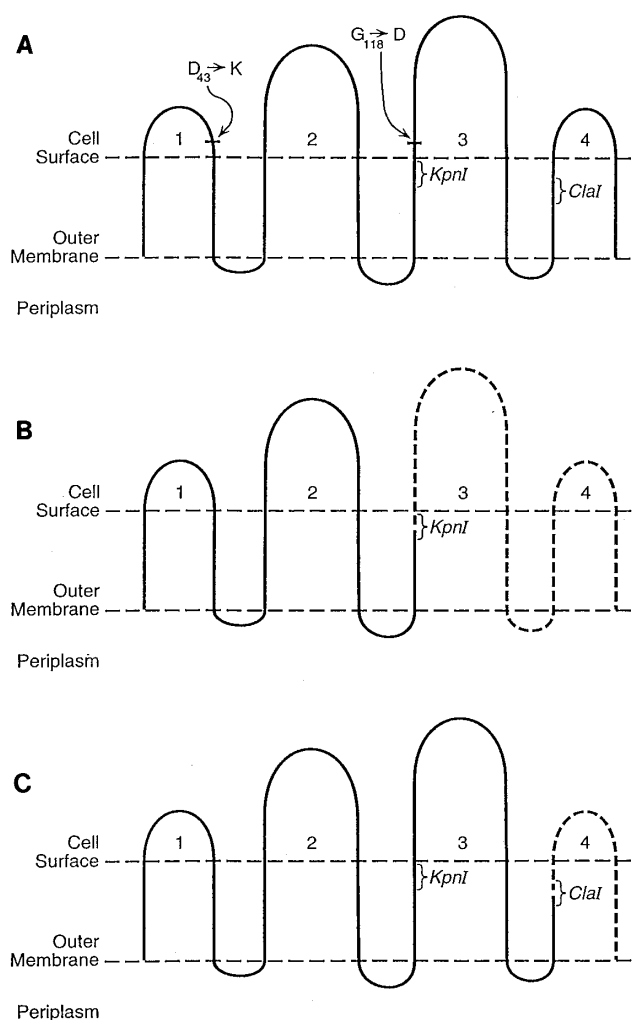 A
D43→ K
G118→ D
Cell
Surface
1
2
3
4
KpnI
ClaI
Outer
Membrane
Periplasm
B
Cell
Surface
1
2
3
4
KpnI
Outer
Membrane
Periplasm
C
Cell
Surface
1
2
3
4
KpnI
ClaI
Outer
Membrane
Periplasm